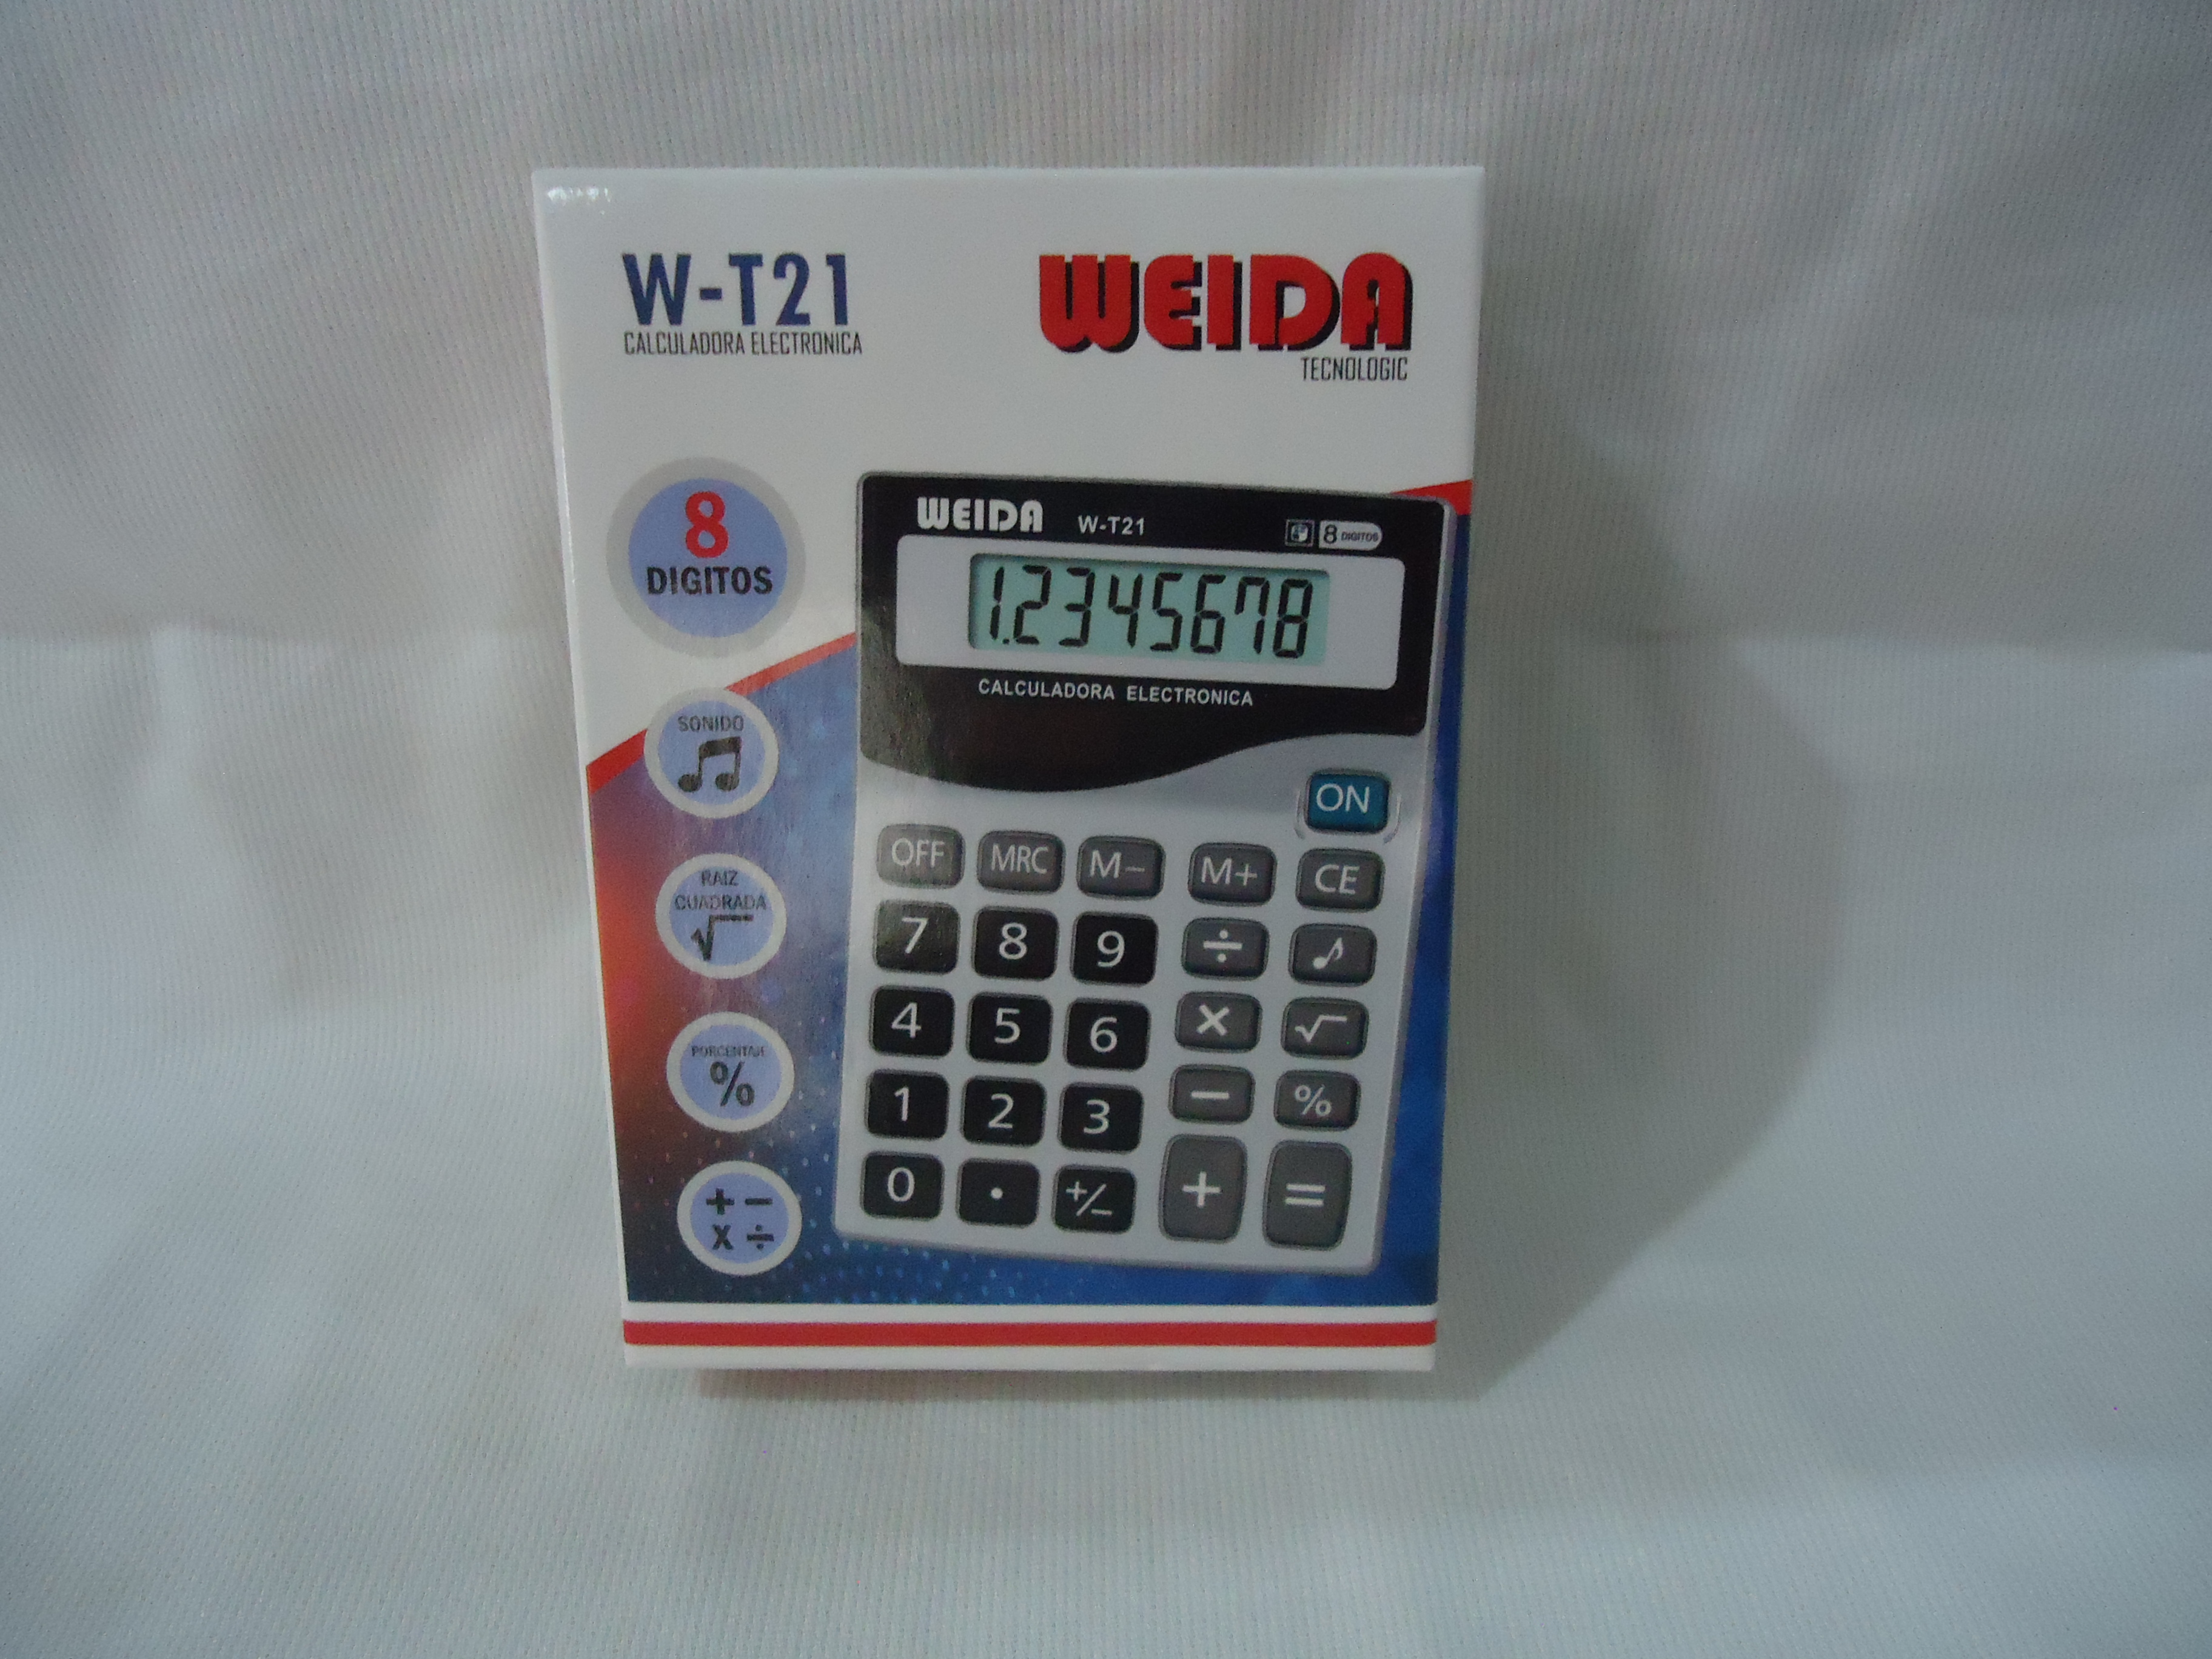 W-T21
CALCULADORA ELECTRONICA
WEIDA
TECNOLOGIC
8
DIGITOS
SONIDO
RAIZ
CUADRADA
√
PORCENTAJE
%
+ −
X ÷
WEIDA W-T21 8 DIGITOS
1.2345678
CALCULADORA ELECTRONICA
ON
OFF MRC M− M+ CE
7 8 9 ÷ ♪
4 5 6 × √
1 2 3 − %
0 . +/− + =